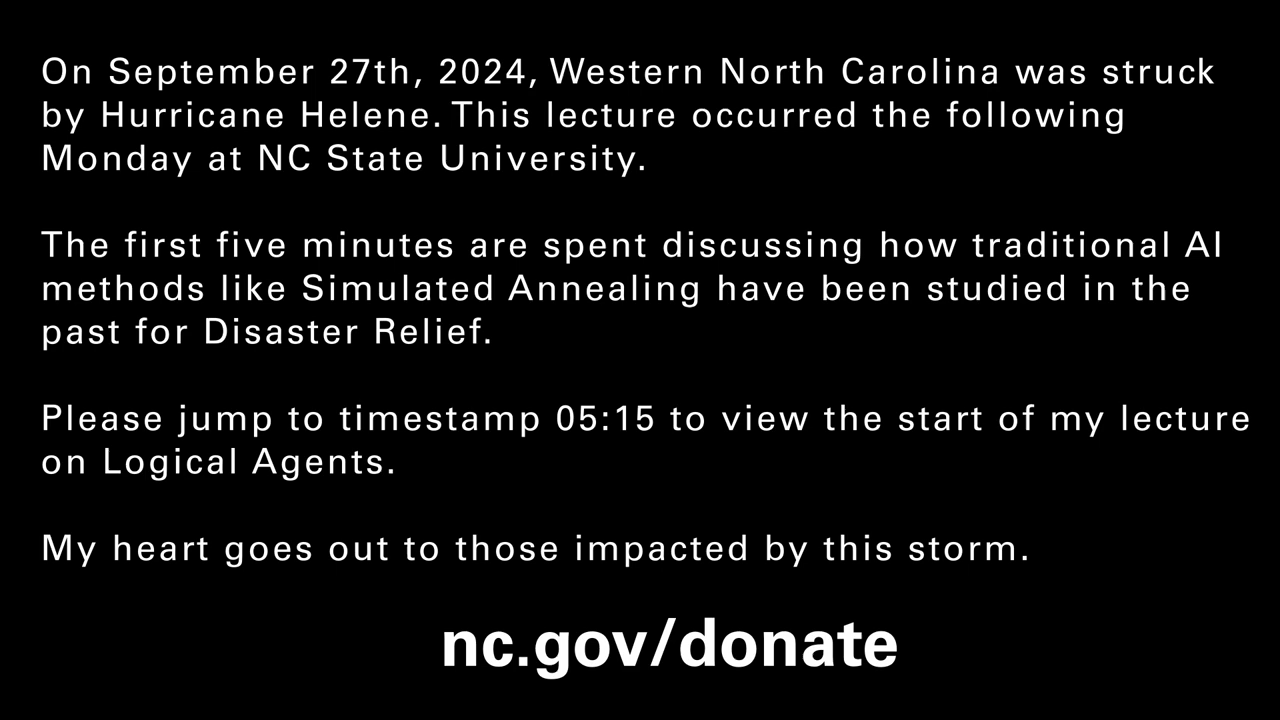 On September 27th, 2024, Western North Carolina was struck
by Hurricane Helene. This lecture occurred the following
Monday at NC State University.
The first five minutes are spent discussing how traditional AI
methods like Simulated Annealing have been studied in the
past for Disaster Relief.
Please jump to timestamp 05:15 to view the start of my lecture
on Logical Agents.
My heart goes out to those impacted by this storm.
nc.gov/donate